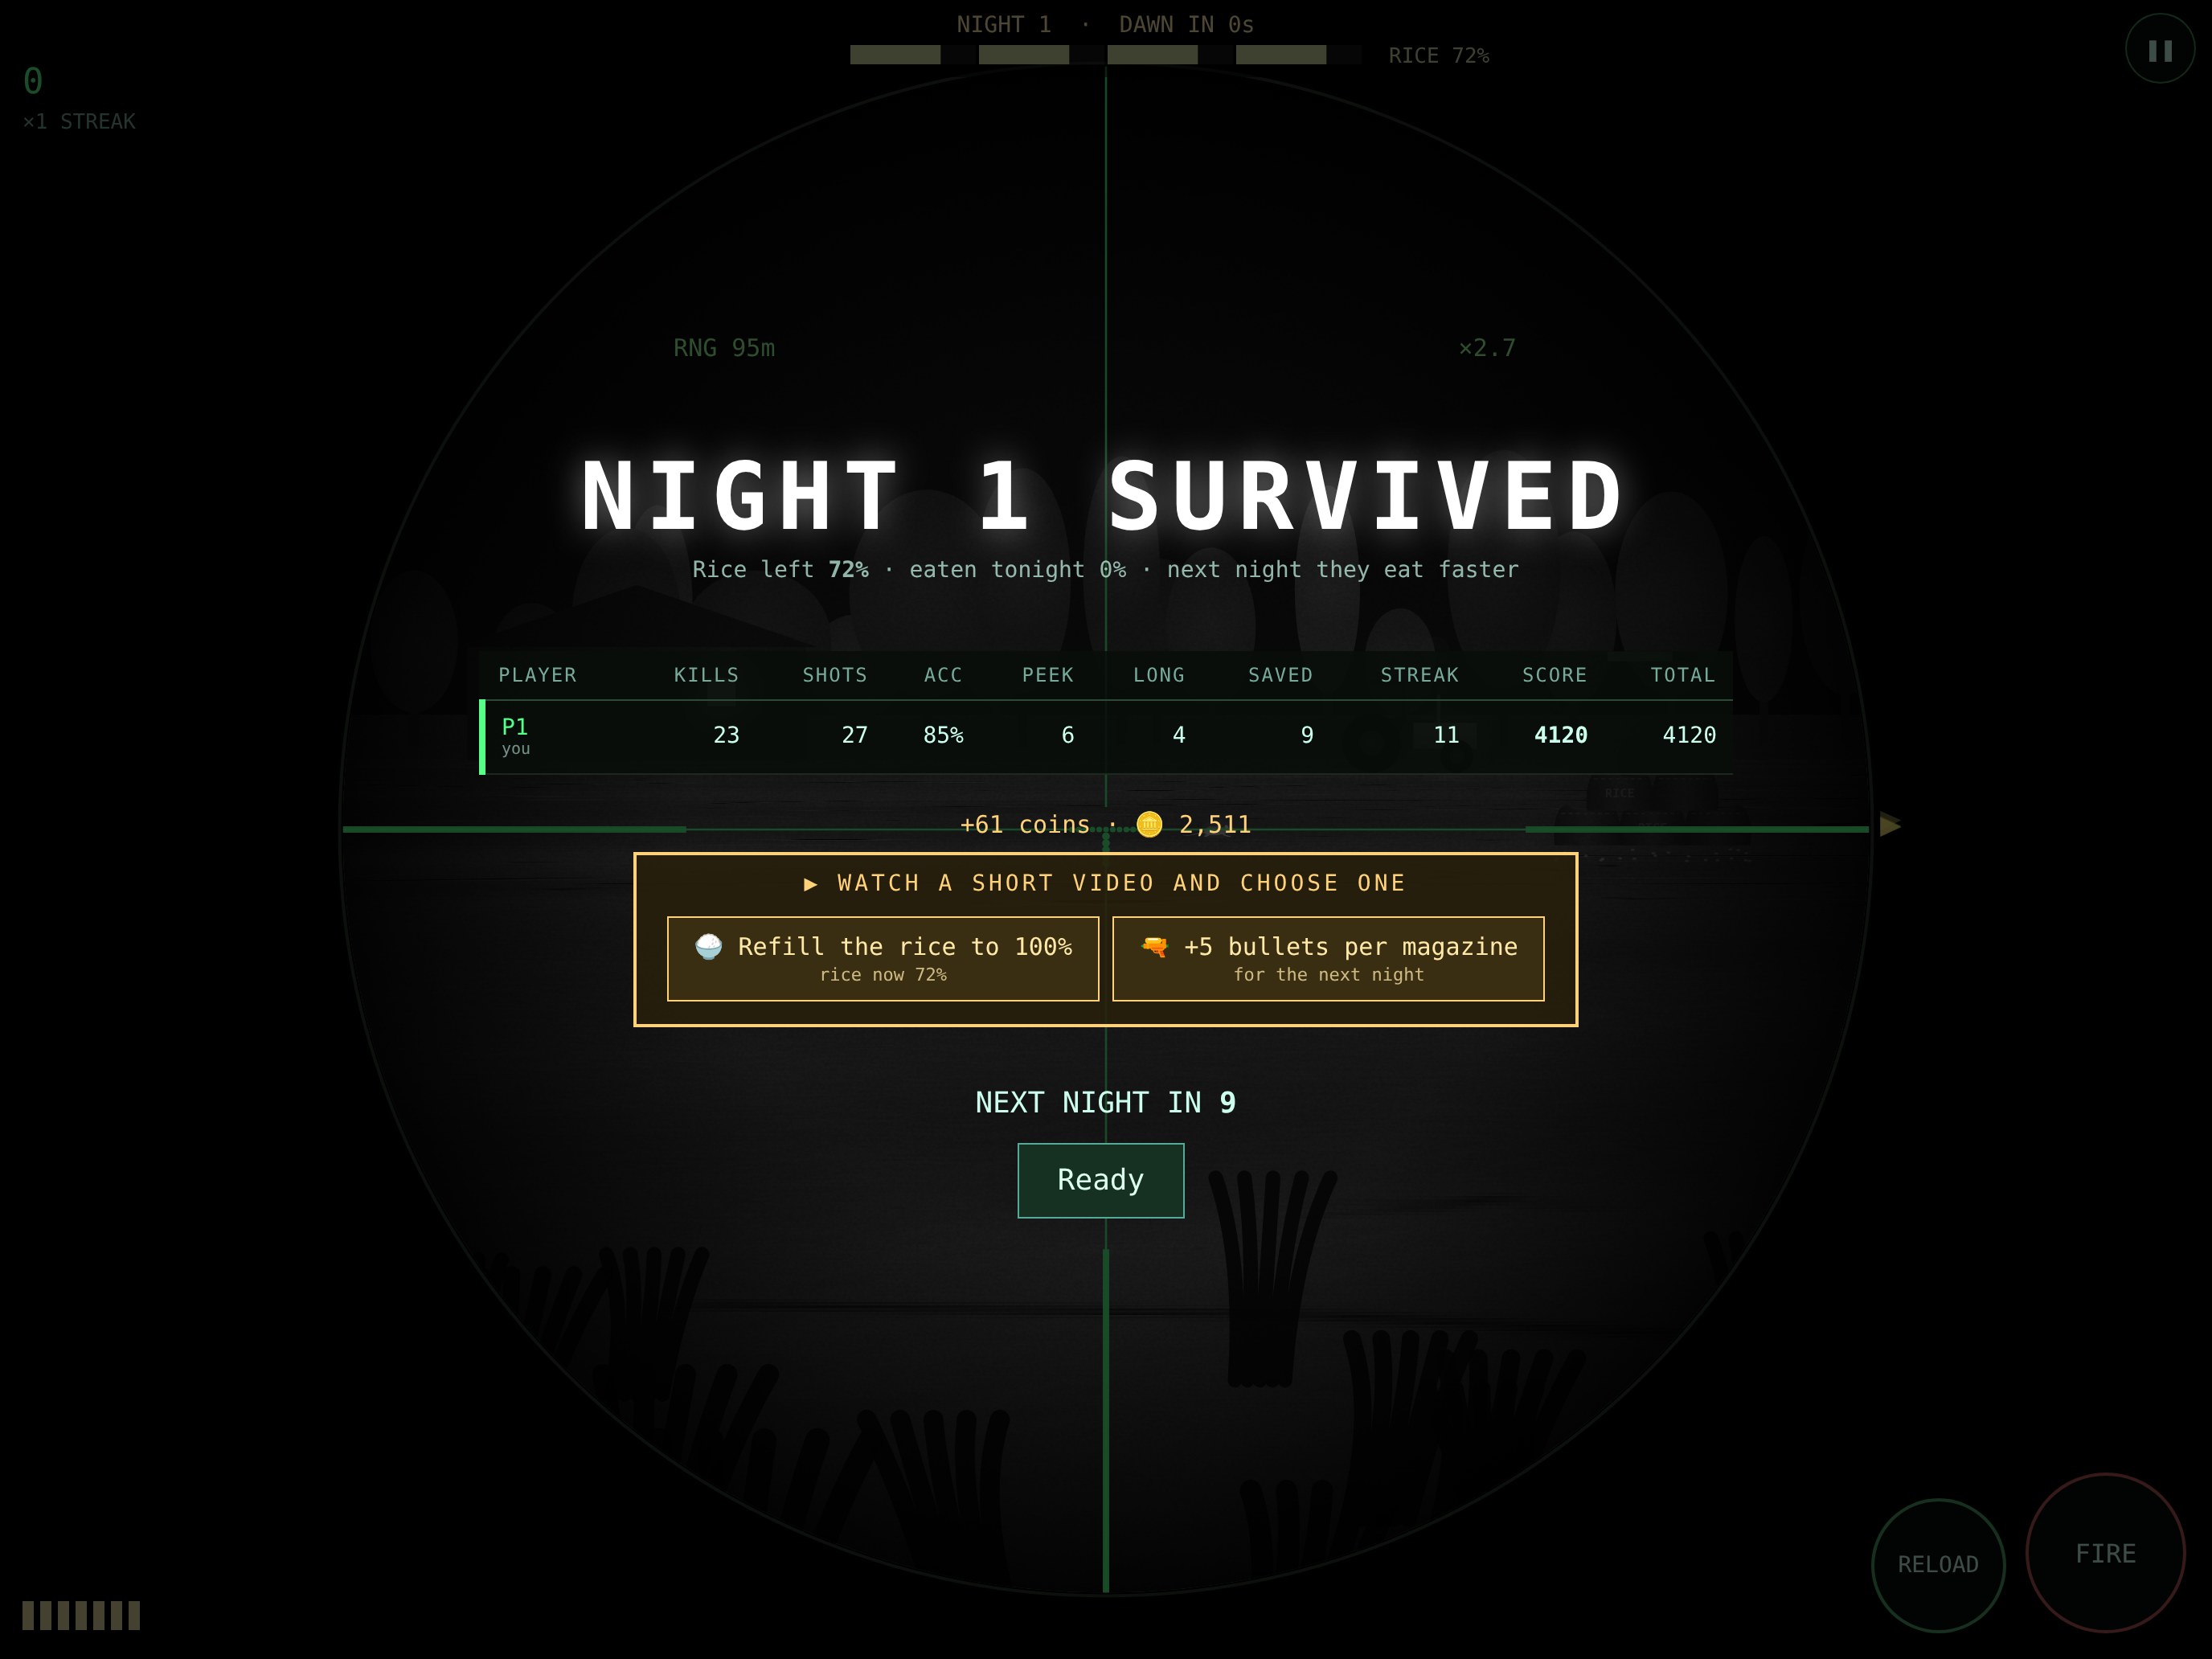 NIGHT 1 · DAWN IN 0s
RICE 72%
0
×1 STREAK
RNG 95m
×2.7
NIGHT 1 SURVIVED
Rice left 72% · eaten tonight 0% · next night they eat faster
PLAYER KILLS SHOTS ACC PEEK LONG SAVED STREAK SCORE TOTAL
P1 23 27 85% 6 4 9 11 4120 4120
you
RICE
+61 coins · 2,511
▶ WATCH A SHORT VIDEO AND CHOOSE ONE
Refill the rice to 100%
rice now 72%
+5 bullets per magazine
for the next night
NEXT NIGHT IN 9
Ready
RELOAD
FIRE